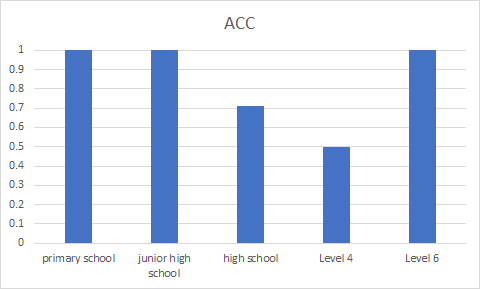 ACC
1
0.9
0.8
0.7
0.6
0.5
0.4
0.3
0.2
0.1
0
primary school
junior high
school
high school
Level 4
Level 6